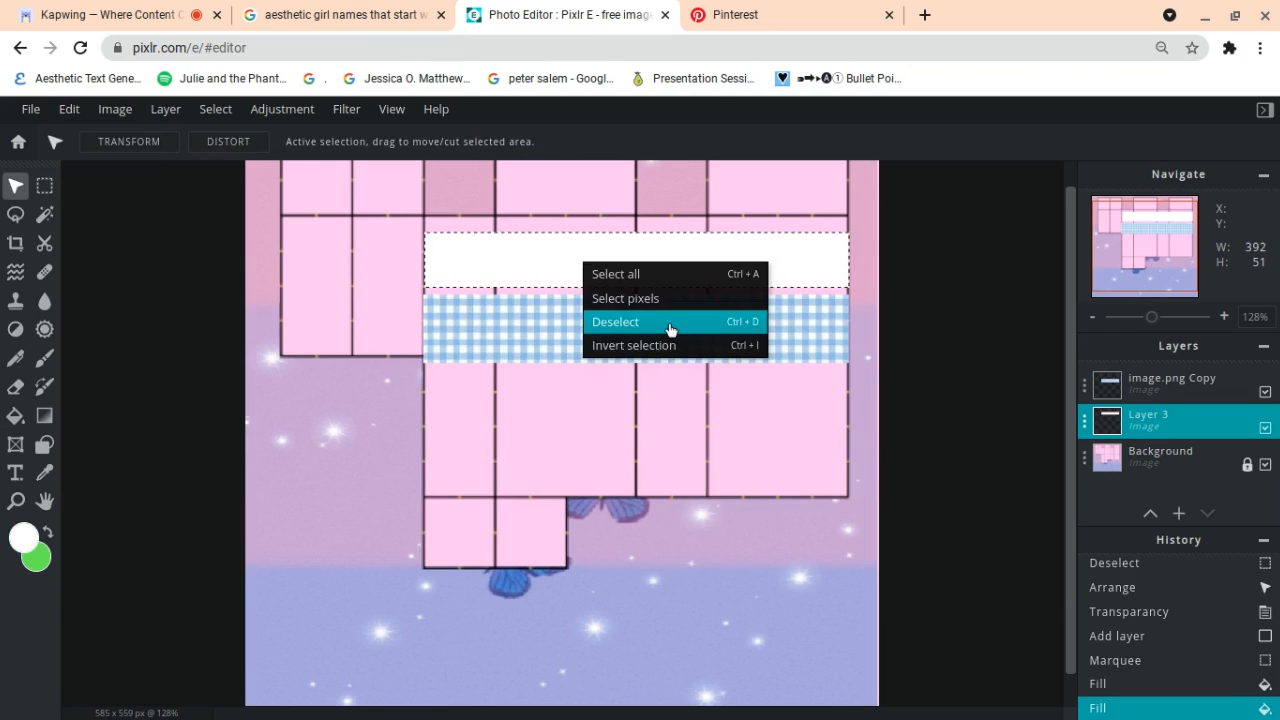 Kapwing — Where Content C
aesthetic girl names that start w
Photo Editor : Pixlr E - free imag
Pinterest
pixlr.com/e/#editor
Aesthetic Text Gene...
Julie and the Phant...
.
Jessica O. Matthew...
peter salem - Googl...
Presentation Sessi...
Bullet Poi...
File Edit Image Layer Select Adjustment Filter View Help
TRANSFORM DISTORT Active selection, drag to move/cut selected area.
Navigate
X:
Y:
W: 392
H: 51
- + 128%
Select all Ctrl + A
Select pixels
Deselect Ctrl + D
Invert selection Ctrl + I
Layers
image.png Copy
Image
Layer 3
Image
Background
Image
History
Deselect
Arrange
Transparancy
Add layer
Marquee
Fill
Fill
585 x 559 px @ 128%